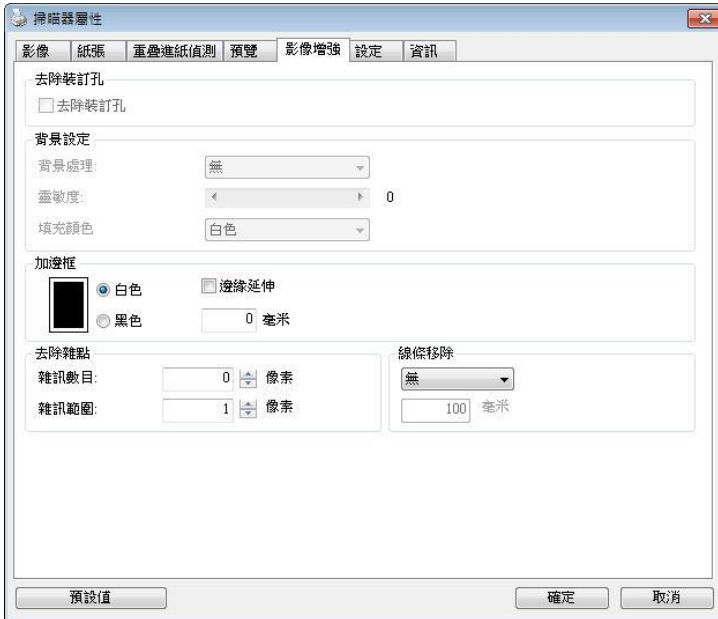 掃瞄器屬性
影像 紙張 重疊進紙偵測 預覽 影像增強 設定 資訊
去除裝訂孔
去除裝訂孔
背景設定
背景處理: 無
靈敏度: 0
填充顏色 白色
加邊框
白色 邊緣延伸
黑色 0 毫米
去除雜點 線條移除
雜訊數目: 0 像素 無
雜訊範圍: 1 像素 100 毫米
預設值 確定 取消